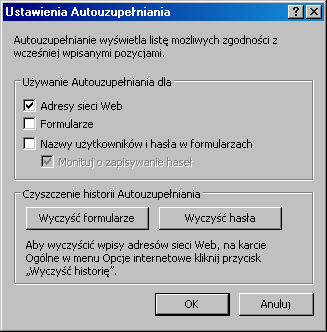 Ustawienia Autouzupełniania
Autouzupełnianie wyświetla listę możliwych zgodności z
wcześniej wpisanymi pozycjami.
Używanie Autouzupełniania dla
Adresy sieci Web
Formularze
Nazwy użytkowników i hasła w formularzach
Monituj o zapisywanie haseł
Czyszczenie historii Autouzupełniania
Wyczyść formularze
Wyczyść hasła
Aby wyczyścić wpisy adresów sieci Web, na karcie
Ogólne w menu Opcje internetowe kliknij przycisk
„Wyczyść historię”.
OK
Anuluj